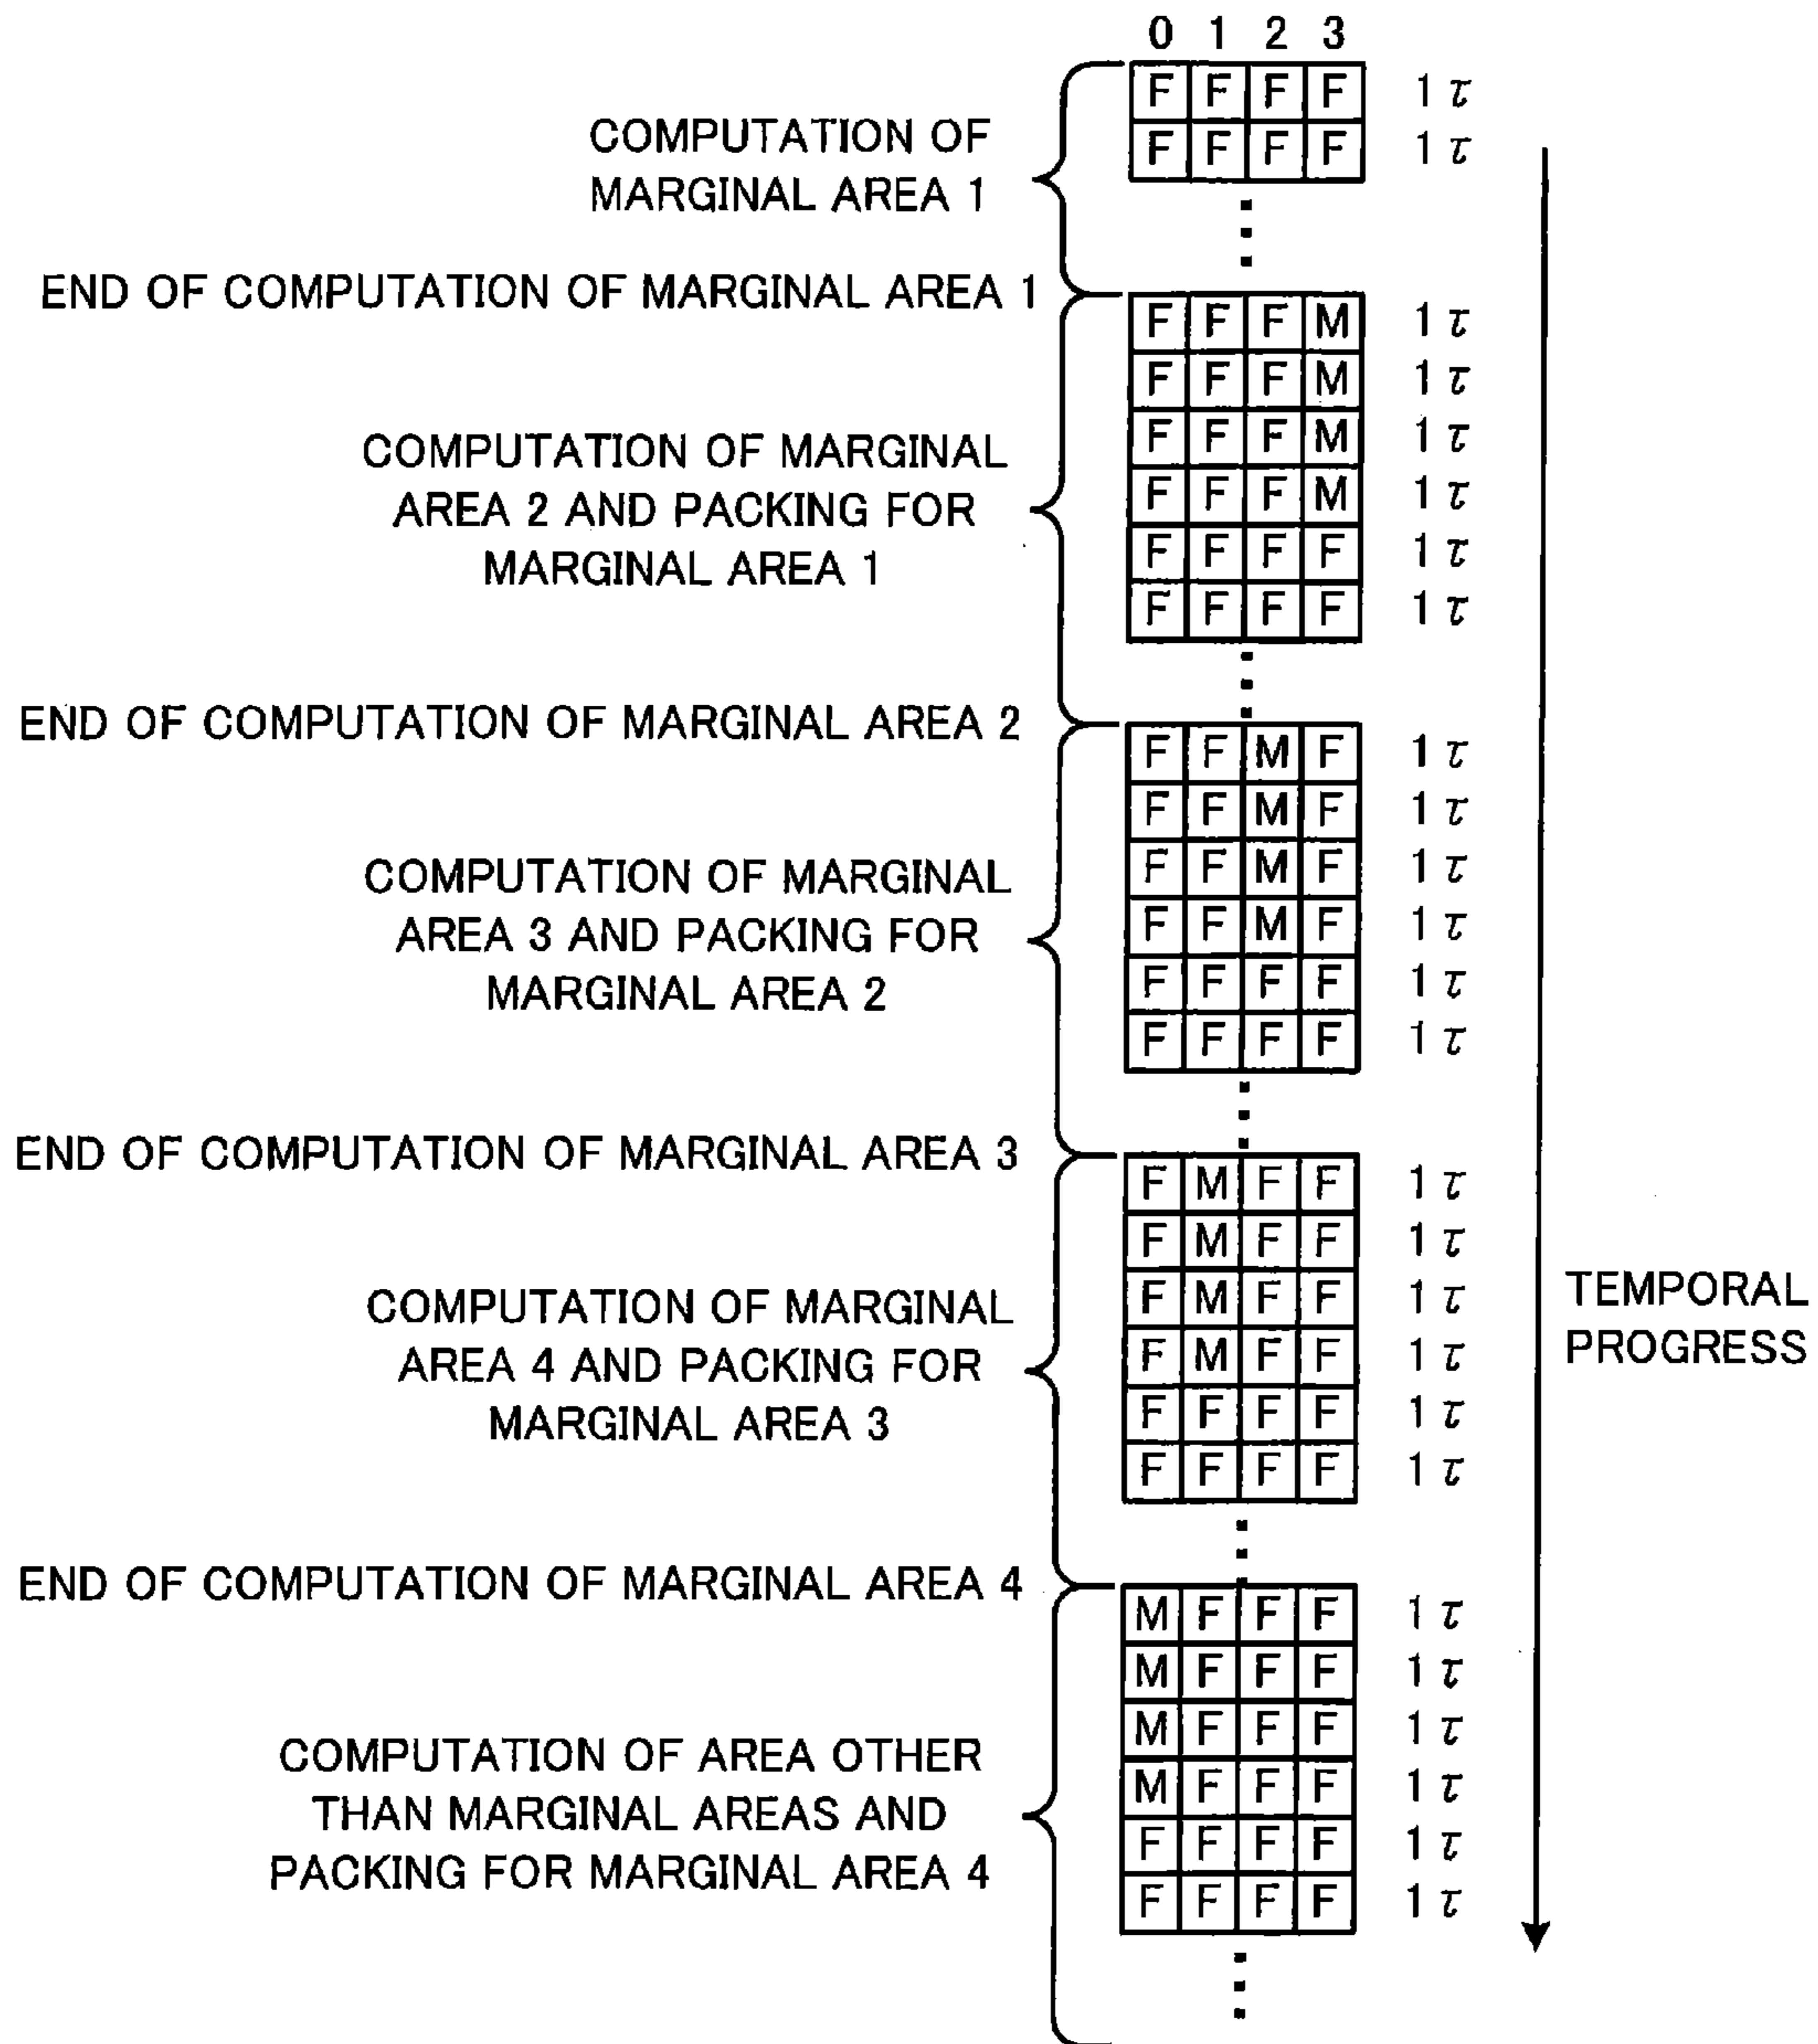 0 1 2 3
F F F F 1 τ
COMPUTATION OF
MARGINAL AREA 1
F F F F 1 τ
END OF COMPUTATION OF MARGINAL AREA 1
F F F M 1 τ
F F F M 1 τ
F F F M 1 τ
F F F M 1 τ
F F F F 1 τ
F F F F 1 τ
COMPUTATION OF MARGINAL
AREA 2 AND PACKING FOR
MARGINAL AREA 1
END OF COMPUTATION OF MARGINAL AREA 2
F F M F 1 τ
F F M F 1 τ
F F M F 1 τ
F F M F 1 τ
F F F F 1 τ
F F F F 1 τ
COMPUTATION OF MARGINAL
AREA 3 AND PACKING FOR
MARGINAL AREA 2
END OF COMPUTATION OF MARGINAL AREA 3
F M F F 1 τ
F M F F 1 τ
F M F F 1 τ
F M F F 1 τ
F F F F 1 τ
F F F F 1 τ
COMPUTATION OF MARGINAL
AREA 4 AND PACKING FOR
MARGINAL AREA 3
TEMPORAL
PROGRESS
END OF COMPUTATION OF MARGINAL AREA 4
M F F F 1 τ
M F F F 1 τ
M F F F 1 τ
M F F F 1 τ
F F F F 1 τ
F F F F 1 τ
COMPUTATION OF AREA OTHER
THAN MARGINAL AREAS AND
PACKING FOR MARGINAL AREA 4